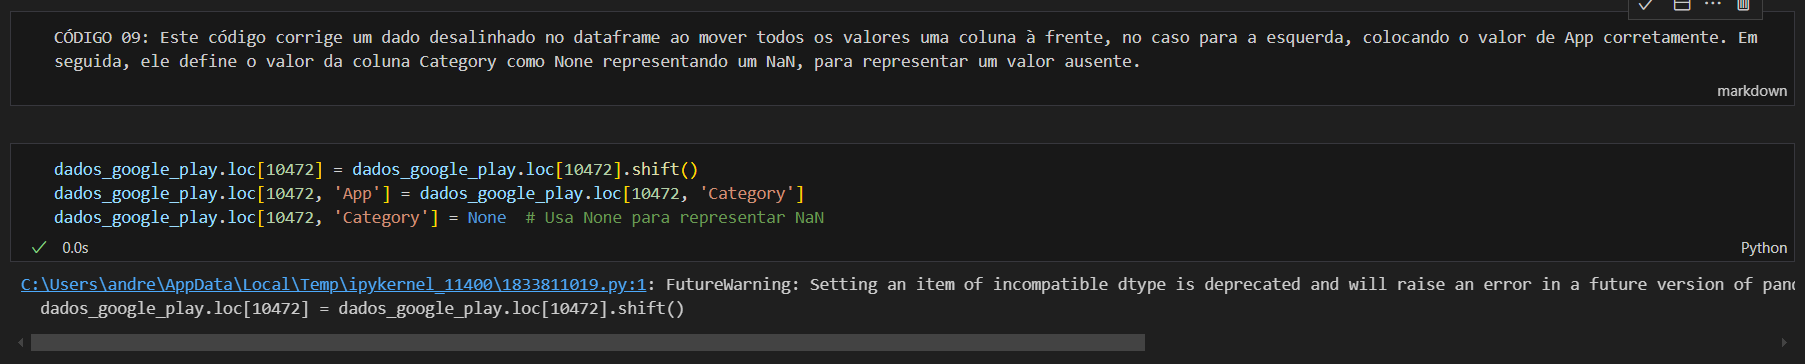 CÓDIGO 09: Este código corrige um dado desalinhado no dataframe ao mover todos os valores uma coluna à frente, no caso para a esquerda, colocando o valor de App corretamente. Em
seguida, ele define o valor da coluna Category como None representando um NaN, para representar um valor ausente.
markdown
dados_google_play.loc[10472] = dados_google_play.loc[10472].shift()
dados_google_play.loc[10472, 'App'] = dados_google_play.loc[10472, 'Category']
dados_google_play.loc[10472, 'Category'] = None  # Usa None para representar NaN
0.0s
Python
C:\Users\andre\AppData\Local\Temp\ipykernel_11400\1833811019.py:1: FutureWarning: Setting an item of incompatible dtype is deprecated and will raise an error in a future version of panc
dados_google_play.loc[10472] = dados_google_play.loc[10472].shift()